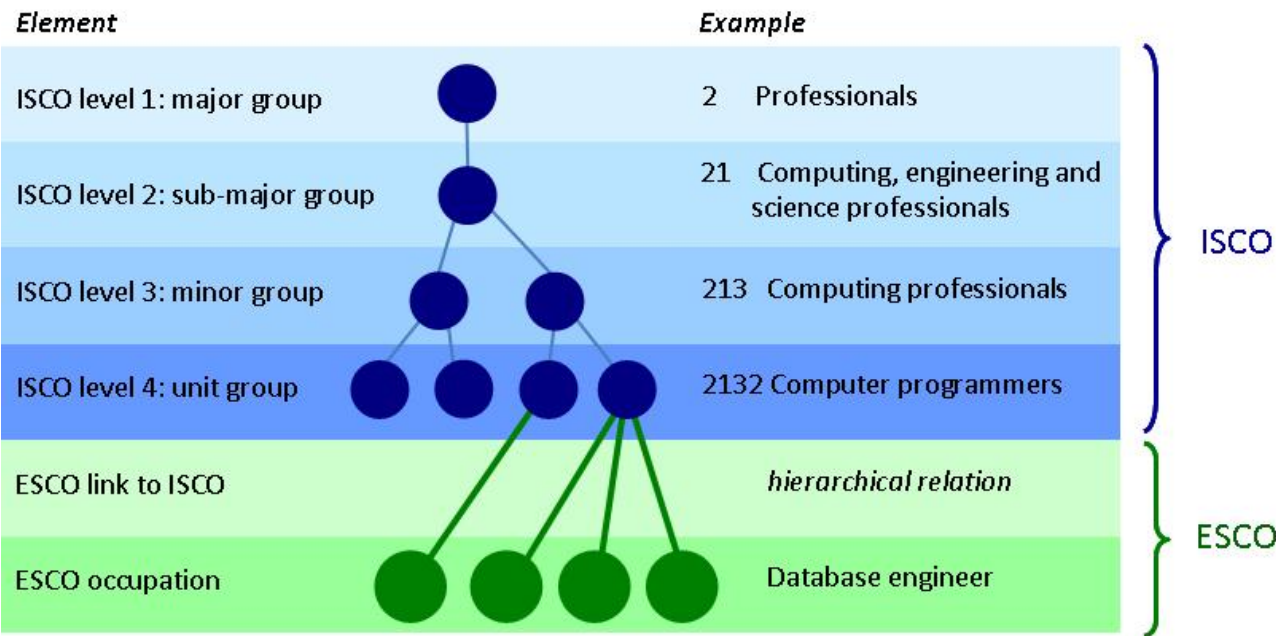 Element Example
ISCO level 1: major group 2 Professionals
ISCO level 2: sub-major group 21 Computing, engineering and
science professionals
ISCO
ISCO level 3: minor group 213 Computing professionals
ISCO level 4: unit group 2132 Computer programmers
ESCO link to ISCO hierarchical relation
ESCO
ESCO occupation Database engineer